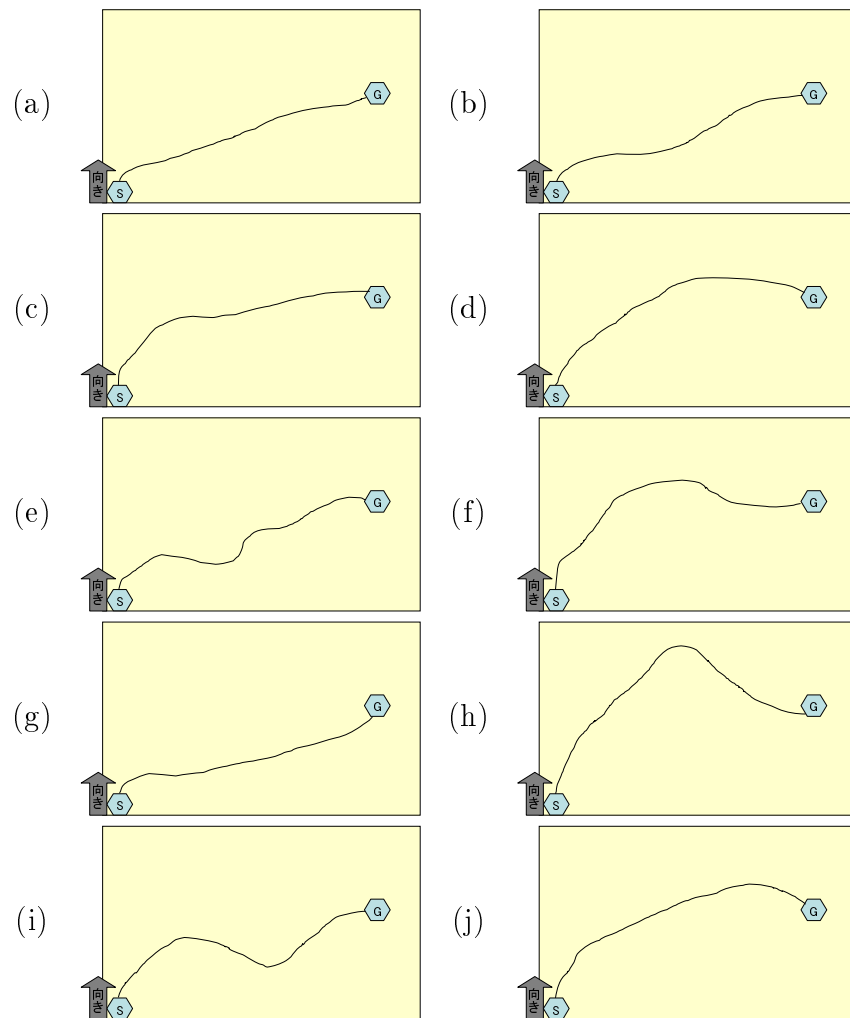 (a) 向き S G
(b) 向き S G
(c) 向き S G
(d) 向き S G
(e) 向き S G
(f) 向き S G
(g) 向き S G
(h) 向き S G
(i) 向き S G
(j) 向き S G